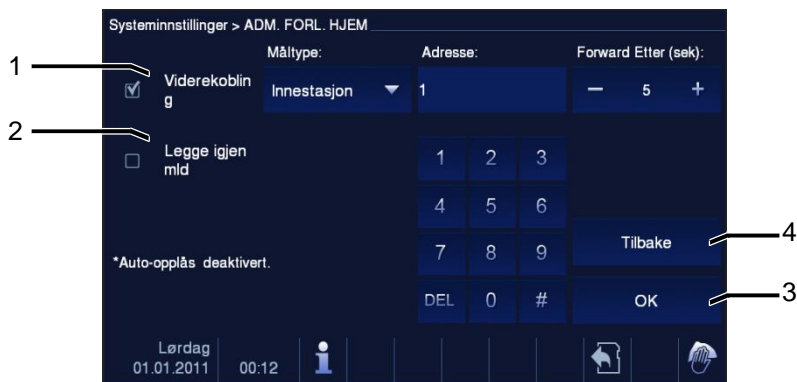 Systeminnstillinger > ADM. FORL. HJEM
Måltype:
Adresse:
Forward Etter (sek):
1
Viderekoblin
g
Innestasjon
1
— 5 +
2
Legge igjen
mld
1 2 3
4 5 6
7 8 9
DEL 0 #
*Auto-opplås deaktivert.
Tilbake
4
OK
3
Lørdag
01.01.2011
00:12